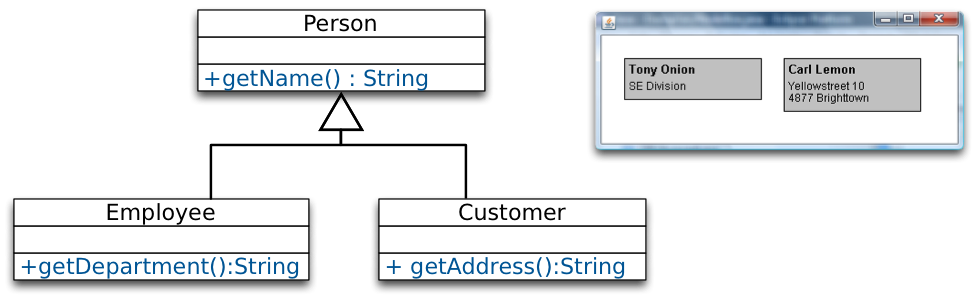 Person
+getName() : String
Employee
+getDepartment():String
Customer
+ getAddress():String
Tony Onion
SE Division
Carl Lemon
Yellowstreet 10
4877 Brighttown